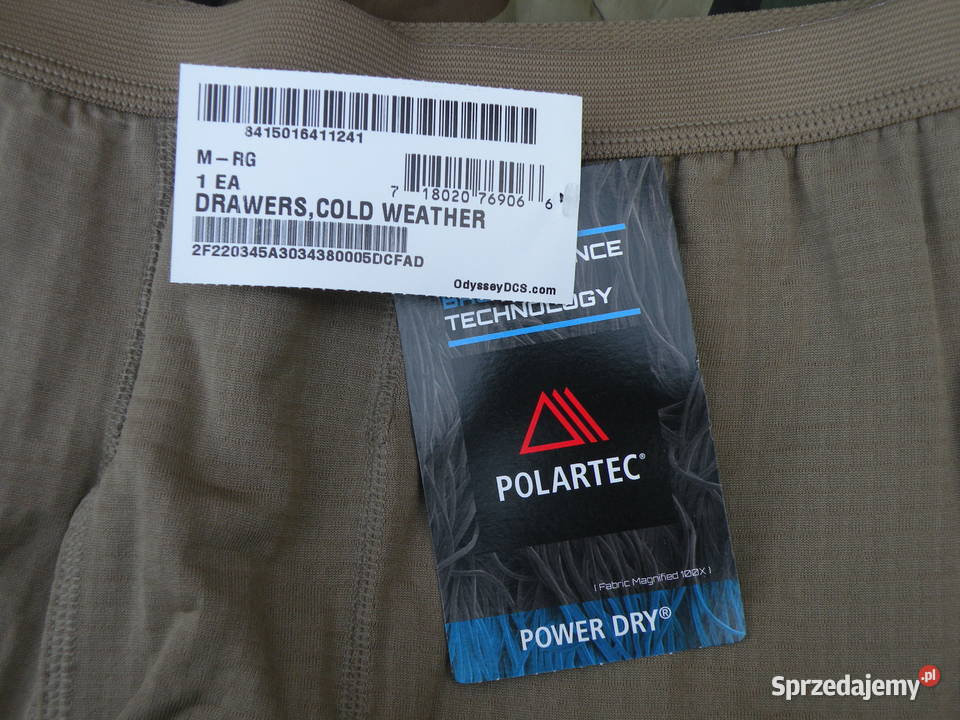 8415016411241
M-RG
1 EA
7 18020 76906 6
DRAWERS,COLD WEATHER
2F220345A3034380005DCFAD
OdysseyDCS.com
TECHNOLOGY
POLARTEC®
| Fabric Magnified 100X |
POWER DRY®
Sprzedajemy.pl